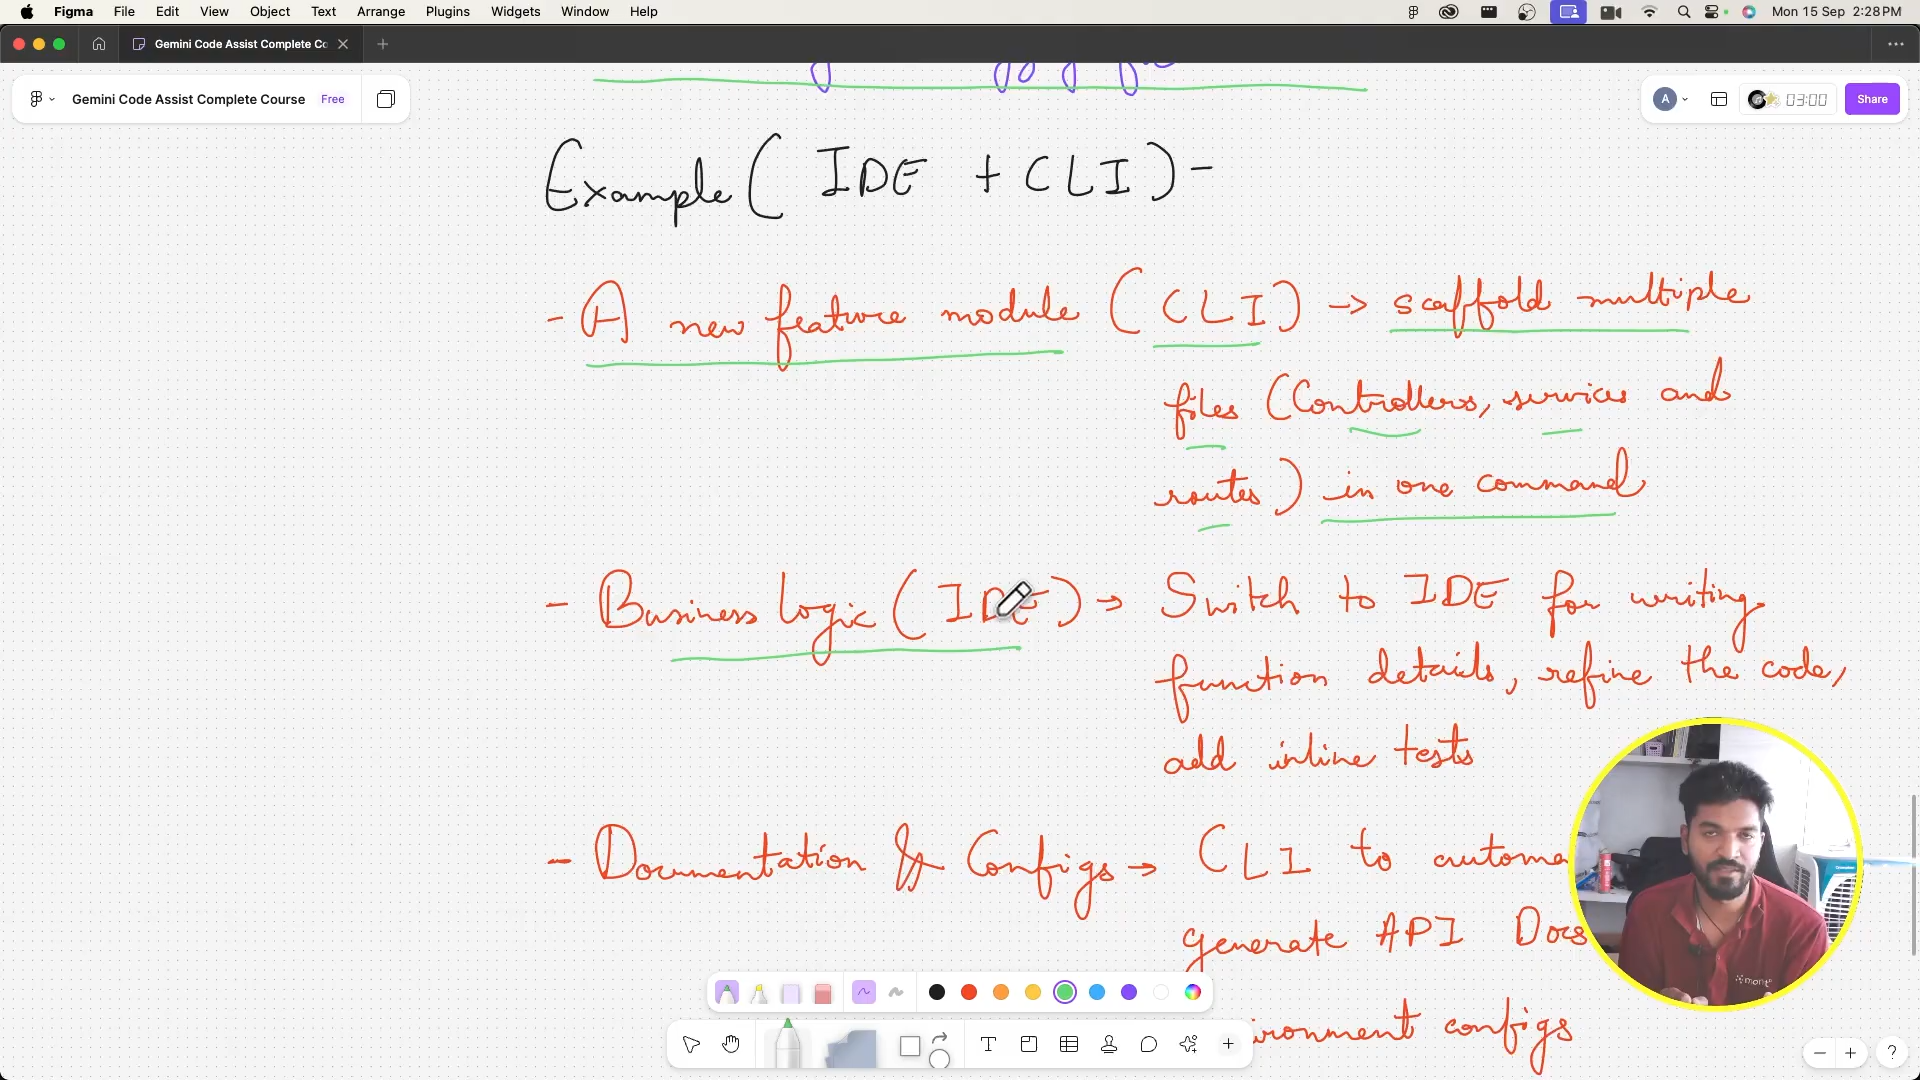 Figma File Edit View Object Text Arrange Plugins Widgets Window Help Mon 15 Sep 2:28 PM
Gemini Code Assist Complete Co
Gemini Code Assist Complete Course Free A 03:00 Share
Example ( IDE + CLI ) -
- A new feature module ( CLI ) → scaffold multiple
files (Controllers, services and
routes) in one command
- Business logic ( IDE ) → Switch to IDE for writing
function details, refine the code,
add inline tests
- Documentation & Configs → CLI to automa
generate API Docs
ironment configs